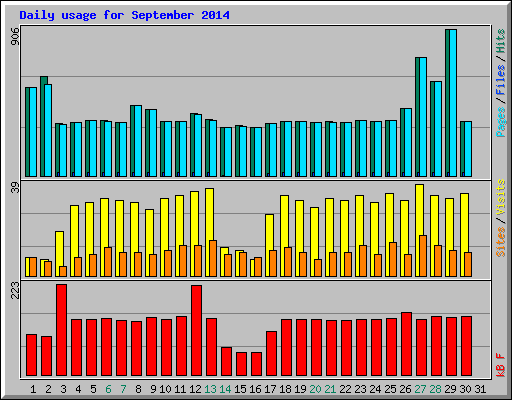 Daily usage for September 2014
906
Pages / Files / Hits
39
Sites / Visits
223
kB F
1 2 3 4 5 6 7 8 9 10 11 12 13 14 15 16 17 18 19 20 21 22 23 24 25 26 27 28 29 30 31